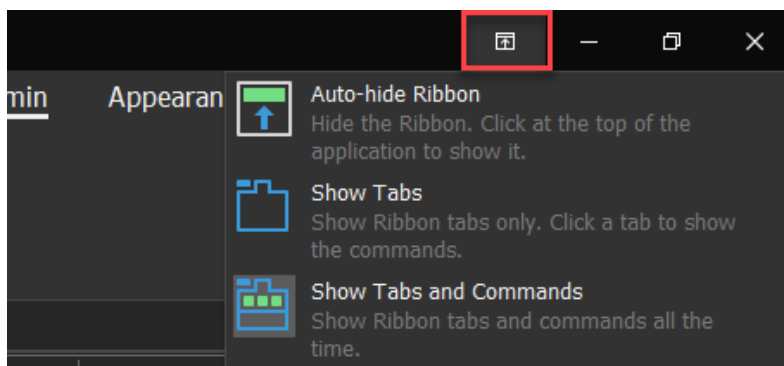 min Appearan
Auto-hide Ribbon
Hide the Ribbon. Click at the top of the
application to show it.
Show Tabs
Show Ribbon tabs only. Click a tab to show
the commands.
Show Tabs and Commands
Show Ribbon tabs and commands all the
time.